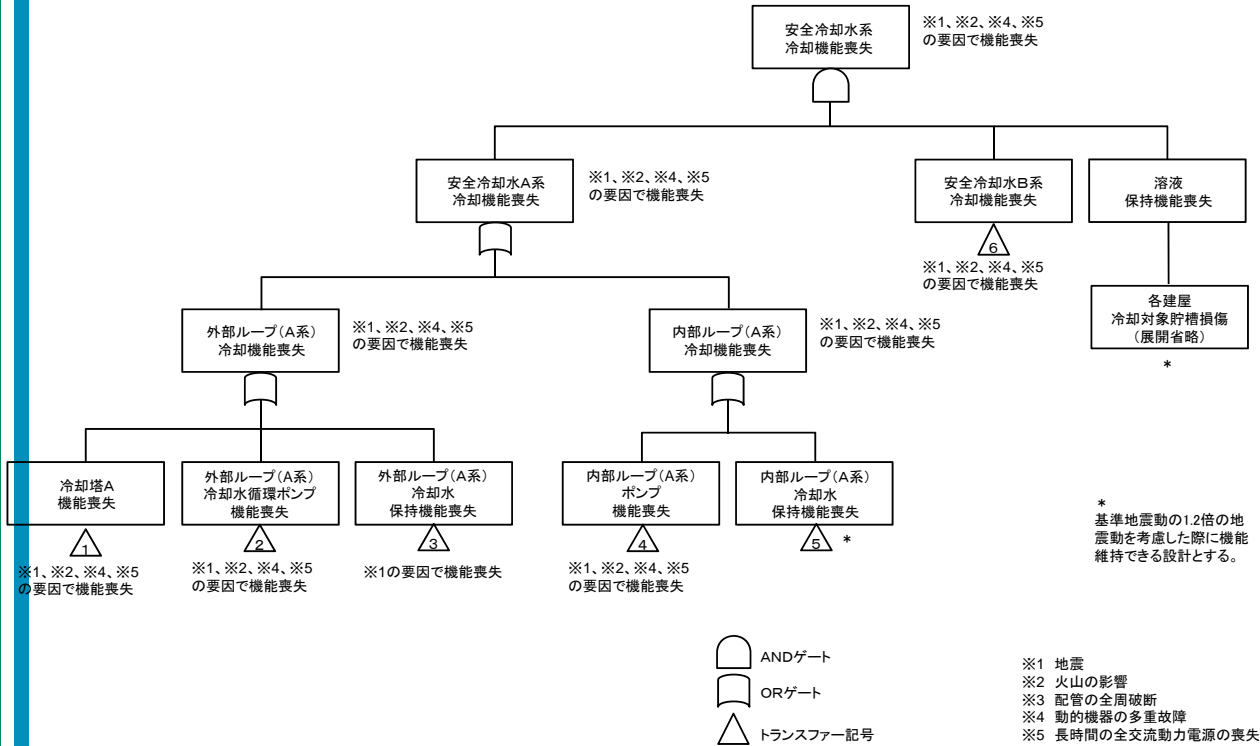 安全冷却水系
冷却機能喪失
※1、※2、※4、※5
の要因で機能喪失
安全冷却水A系
冷却機能喪失
※1、※2、※4、※5
の要因で機能喪失
安全冷却水B系
冷却機能喪失
6
※1、※2、※4、※5
の要因で機能喪失
溶液
保持機能喪失
各建屋
冷却対象貯槽損傷
（展開省略）
*
外部ループ（A系）
冷却機能喪失
※1、※2、※4、※5
の要因で機能喪失
内部ループ（A系）
冷却機能喪失
※1、※2、※4、※5
の要因で機能喪失
冷却塔A
機能喪失
1
※1、※2、※4、※5
の要因で機能喪失
外部ループ（A系）
冷却水循環ポンプ
機能喪失
2
※1、※2、※4、※5
の要因で機能喪失
外部ループ（A系）
冷却水
保持機能喪失
3
※1の要因で機能喪失
内部ループ（A系）
ポンプ
機能喪失
4
※1、※2、※4、※5
の要因で機能喪失
内部ループ（A系）
冷却水
保持機能喪失
5 *
*
基準地震動の1.2倍の地
震動を考慮した際に機能
維持できる設計とする。
ANDゲート
ORゲート
トランスファー記号
※1 地震
※2 火山の影響
※3 配管の全周破断
※4 動的機器の多重故障
※5 長時間の全交流動力電源の喪失